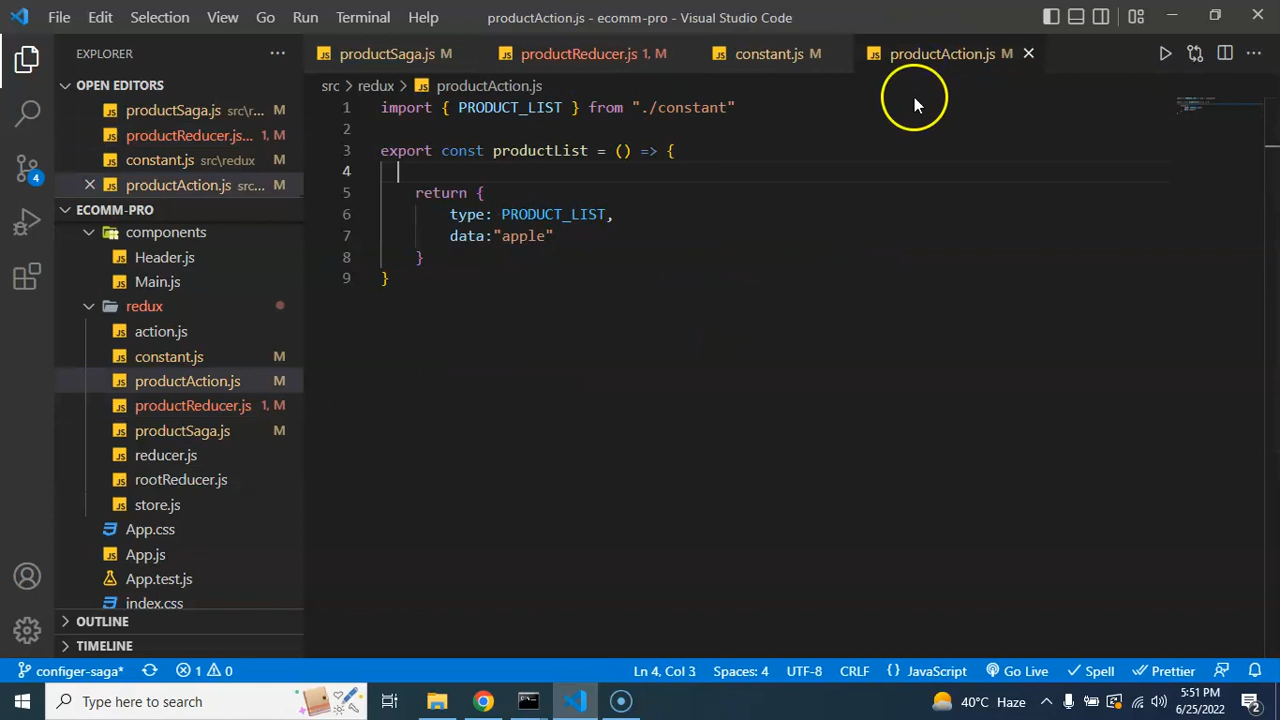 File Edit Selection View Go Run Terminal Help productAction.js - ecomm-pro - Visual Studio Code
EXPLORER
productSaga.js M productReducer.js 1, M constant.js M productAction.js M
OPEN EDITORS
productSaga.js src\r... M
productReducer.js... 1, M
constant.js src\redux M
productAction.js src... M
ECOMM-PRO
components
Header.js
Main.js
redux
action.js
constant.js M
productAction.js M
productReducer.js 1, M
productSaga.js M
reducer.js
rootReducer.js
store.js
App.css
App.js
App.test.js
index.css
OUTLINE
TIMELINE
src > redux > productAction.js
1 import { PRODUCT_LIST } from "./constant"
2
3 export const productList = () => {
4
5 return {
6 type: PRODUCT_LIST,
7 data:"apple"
8 }
9 }
4
configer-saga* 1 0 Ln 4, Col 3 Spaces: 4 UTF-8 CRLF JavaScript Go Live Spell Prettier
Type here to search 40°C Haze 5:51 PM
6/25/2022 2